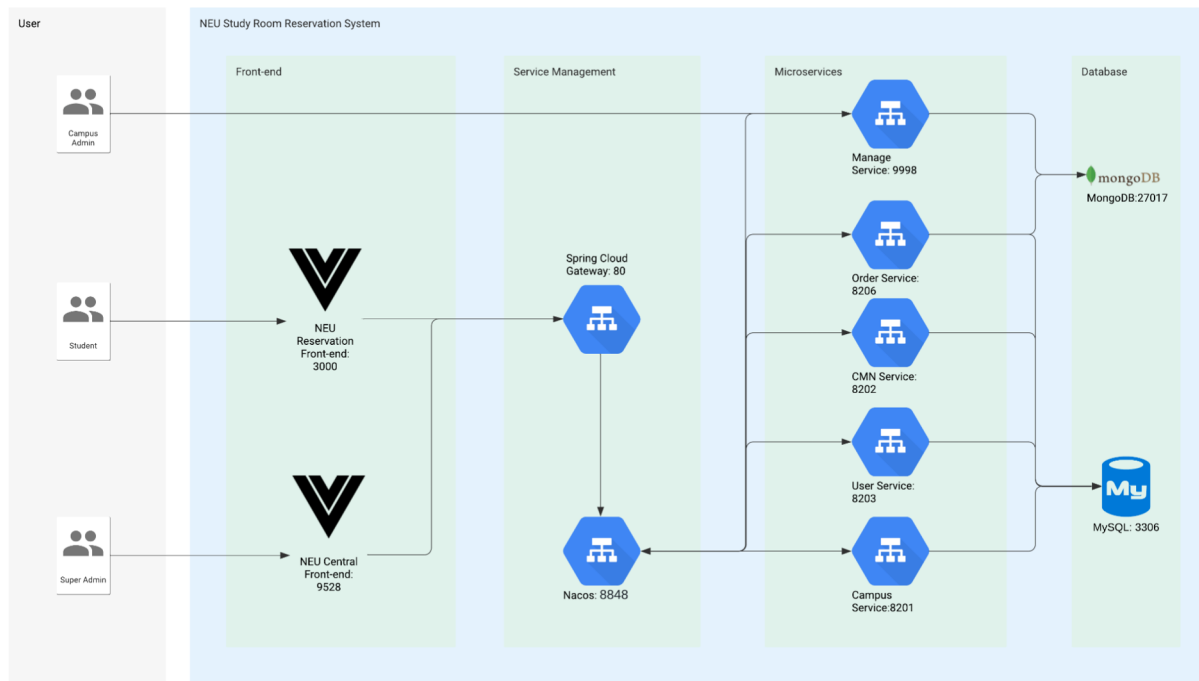 User
NEU Study Room Reservation System
Front-end
Service Management
Microservices
Database
Campus
Admin
Manage
Service: 9998
mongoDB
MongoDB:27017
Spring Cloud
Gateway: 80
Order Service:
8206
Student
NEU
Reservation
Front-end:
3000
CMN Service:
8202
User Service:
8203
My
MySQL: 3306
Super Admin
NEU Central
Front-end:
9528
Nacos: 8848
Campus
Service:8201